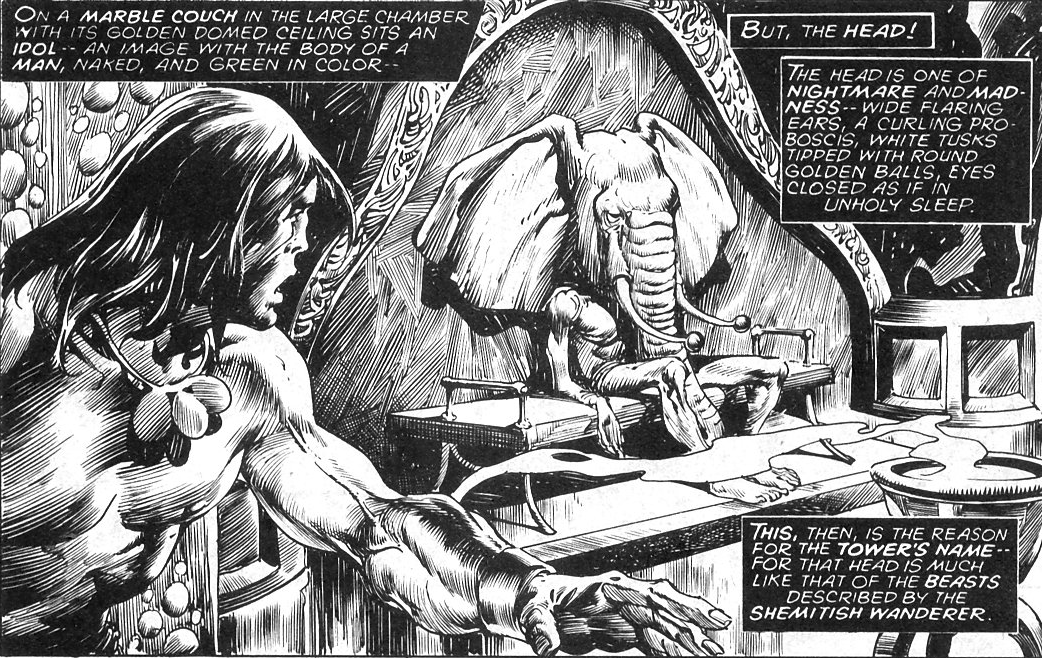 ON A MARBLE COUCH IN THE LARGE CHAMBER
WITH ITS GOLDEN DOMED CEILING SITS AN
IDOL -- AN IMAGE WITH THE BODY OF A
MAN, NAKED, AND GREEN IN COLOR --
BUT, THE HEAD!
THE HEAD IS ONE OF
NIGHTMARE AND MAD-
NESS -- WIDE FLARING
EARS, A CURLING PRO-
BOSCIS, WHITE TUSKS
TIPPED WITH ROUND
GOLDEN BALLS, EYES
CLOSED AS IF IN
UNHOLY SLEEP.
THIS, THEN, IS THE REASON
FOR THE TOWER'S NAME --
FOR THAT HEAD IS MUCH
LIKE THAT OF THE BEASTS
DESCRIBED BY THE
SHEMITISH WANDERER.